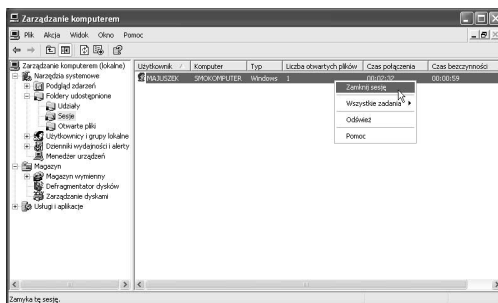 Zarządzanie komputerem
Plik Akcja Widok Okno Pomoc
Zarządzanie komputerem (lokalne)
Narzędzia systemowe
Podgląd zdarzeń
Foldery udostępnione
Udziały
Sesje
Otwarte pliki
Użytkownicy i grupy lokalne
Dzienniki wydajności i alerty
Menedżer urządzeń
Magazyn
Magazyn wymienny
Defragmentator dysków
Zarządzanie dyskami
Usługi i aplikacje
Użytkownik Komputer Typ Liczba otwartych plików Czas połączenia Czas bezczynności
MAJUSZEK SMOKOMPUTER Windows 1 00:02:32 00:00:59
Zamknij sesję
Wszystkie zadania
Odśwież
Pomoc
Zamyka tę sesję.